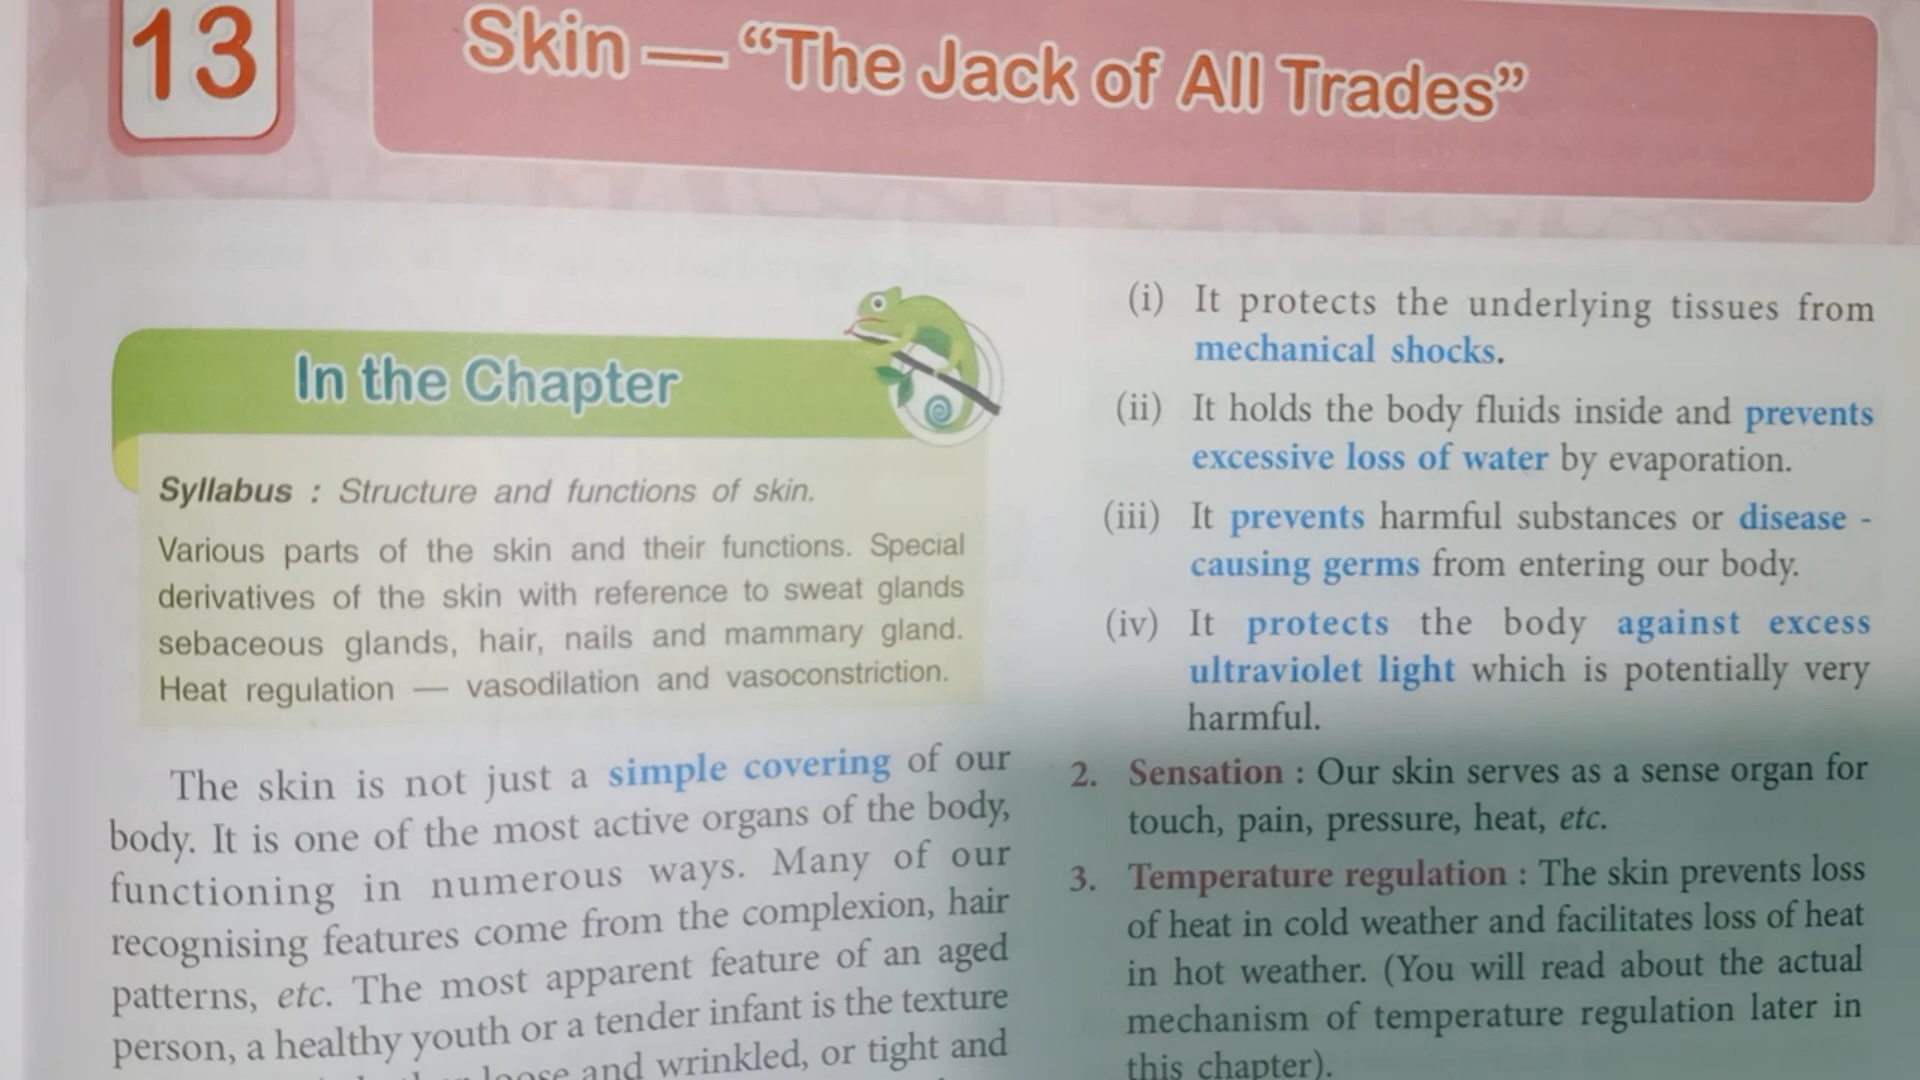 13
Skin — “The Jack of All Trades”
In the Chapter
Syllabus : Structure and functions of skin.
Various parts of the skin and their functions. Special
derivatives of the skin with reference to sweat glands
sebaceous glands, hair, nails and mammary gland.
Heat regulation — vasodilation and vasoconstriction.
The skin is not just a simple covering of our
body. It is one of the most active organs of the body,
functioning in numerous ways. Many of our
recognising features come from the complexion, hair
patterns, etc. The most apparent feature of an aged
person, a healthy youth or a tender infant is the texture
loose and wrinkled, or tight and
(i) It protects the underlying tissues from
mechanical shocks.
(ii) It holds the body fluids inside and prevents
excessive loss of water by evaporation.
(iii) It prevents harmful substances or disease -
causing germs from entering our body.
(iv) It protects the body against excess
ultraviolet light which is potentially very
harmful.
2. Sensation : Our skin serves as a sense organ for
touch, pain, pressure, heat, etc.
3. Temperature regulation : The skin prevents loss
of heat in cold weather and facilitates loss of heat
in hot weather. (You will read about the actual
mechanism of temperature regulation later in
this chapter).